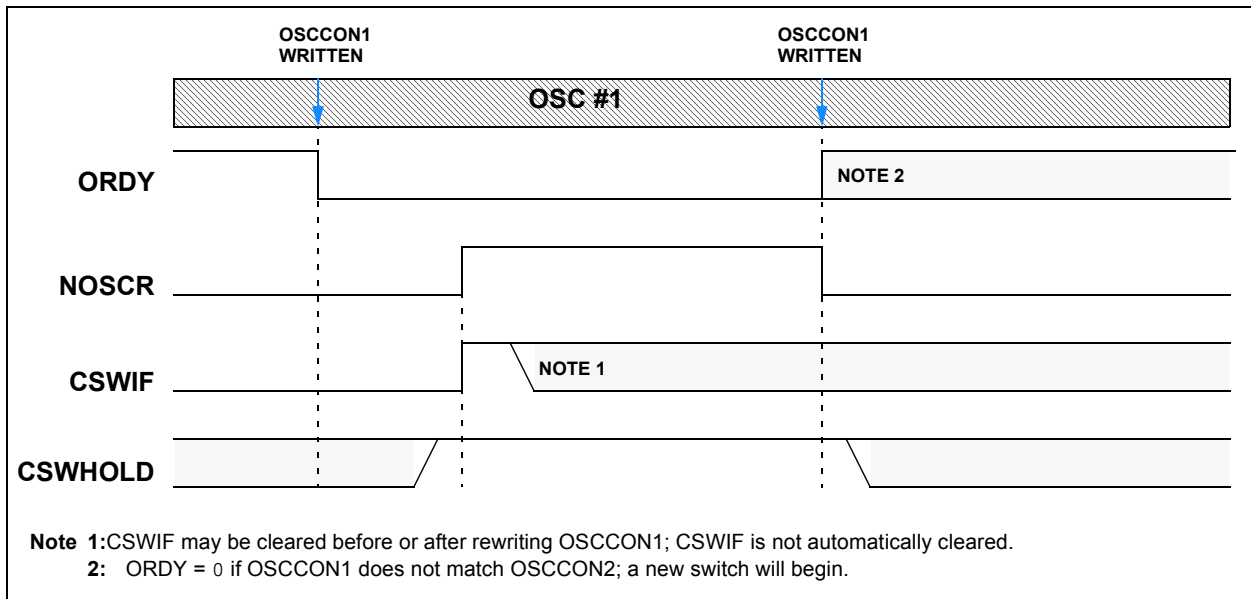 OSCCON1 OSCCON1
WRITTEN WRITTEN
OSC #1
ORDY
NOTE 2
NOSCR
CSWIF
NOTE 1
CSWHOLD
Note 1:CSWIF may be cleared before or after rewriting OSCCON1; CSWIF is not automatically cleared.
2: ORDY = 0 if OSCCON1 does not match OSCCON2; a new switch will begin.